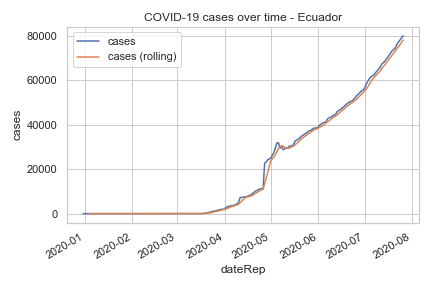 COVID-19 cases over time - Ecuador
cases
cases (rolling)
80000
60000
40000
20000
0
cases
2020-01
2020-02
2020-03
2020-04
2020-05
2020-06
2020-07
2020-08
dateRep